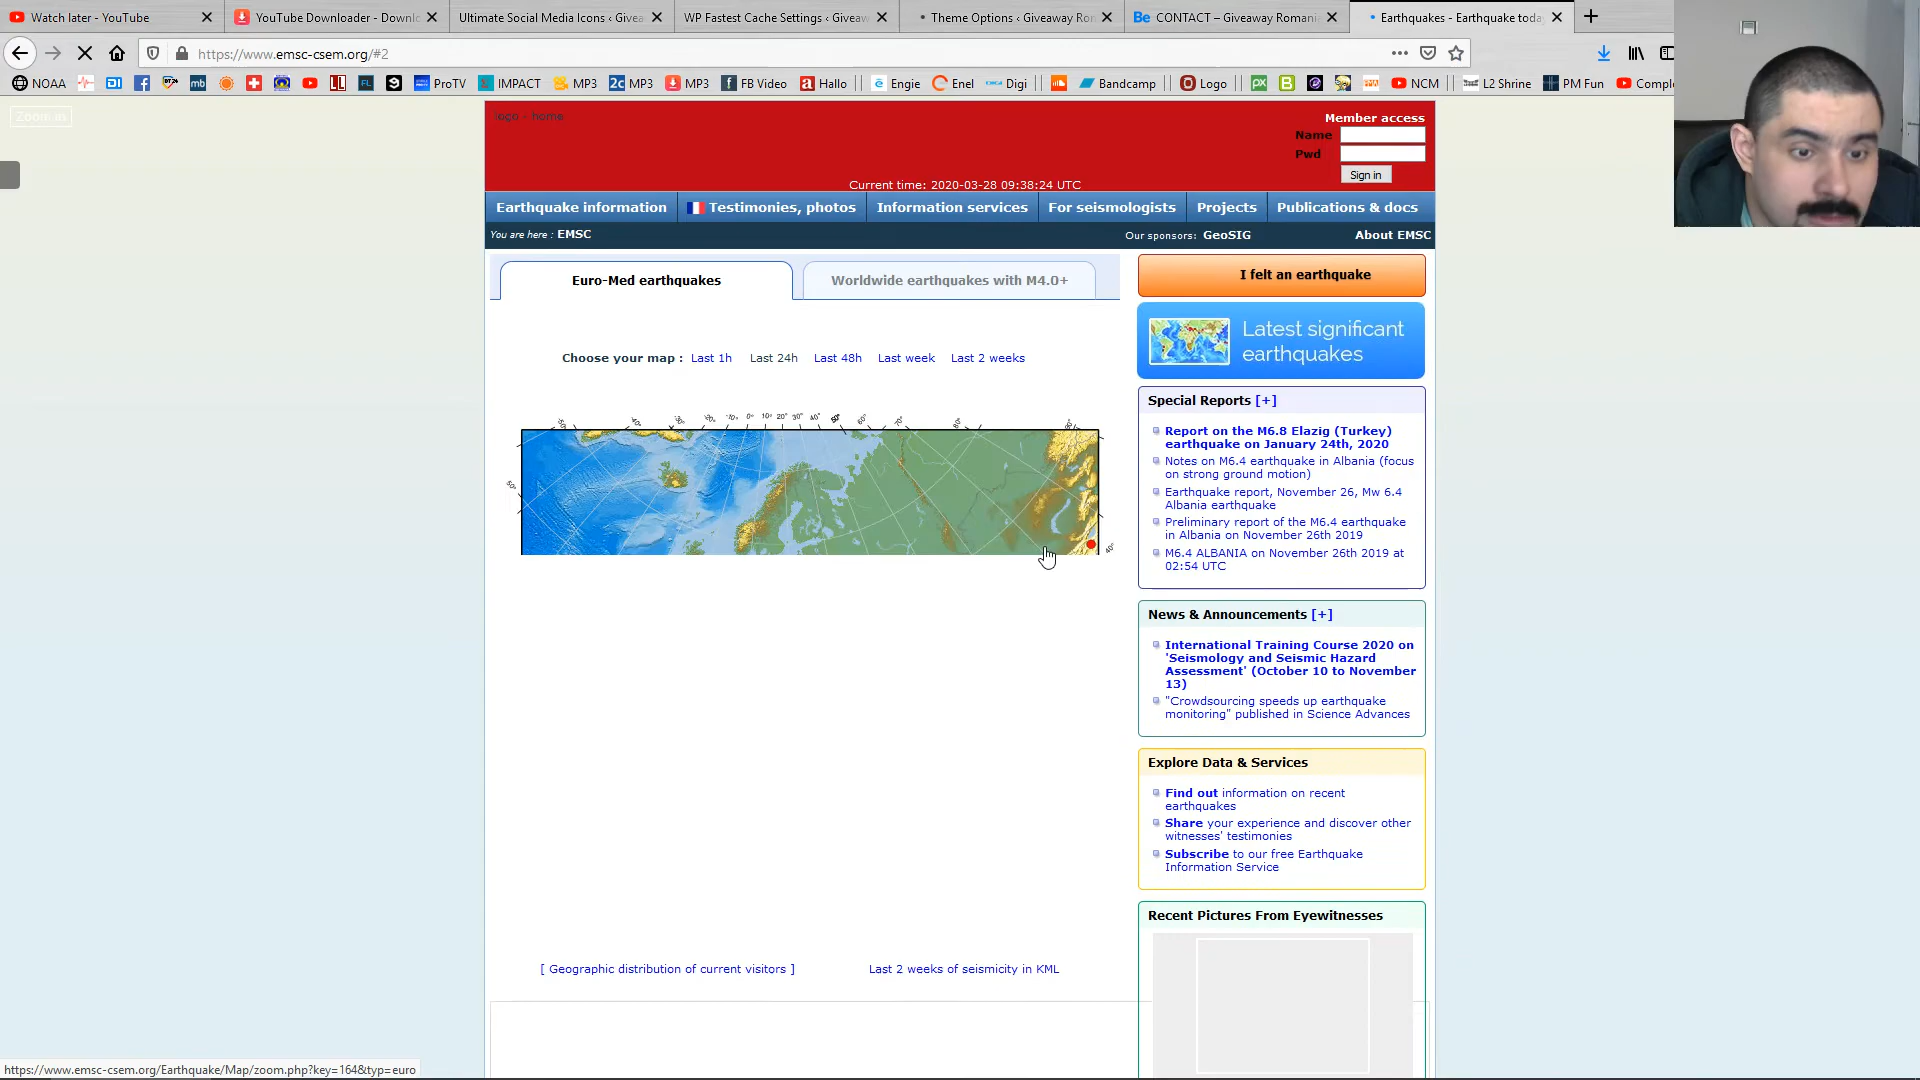 Watch later - YouTube
YouTube Downloader - Downl
Ultimate Social Media Icons ‹ Givea
WP Fastest Cache Settings ‹ Giveaw
Theme Options ‹ Giveaway Ro
CONTACT – Giveaway Romani
Earthquakes - Earthquake today
https://www.emsc-csem.org/#2
NOAA
ProTV
IMPACT
MP3
2c MP3
MP3
FB Video
Hallo
Engie
Enel
Digi
Bandcamp
Logo
NCM
L2 Shrine
PM Fun
Compl
Zoom in
logo - home
Member access
Name
Pwd
Sign in
Current time: 2020-03-28 09:38:24 UTC
Earthquake information
Testimonies, photos
Information services
For seismologists
Projects
Publications & docs
You are here : EMSC
Our sponsors: GeoSIG
About EMSC
Euro-Med earthquakes
Worldwide earthquakes with M4.0+
Choose your map : Last 1h Last 24h Last 48h Last week Last 2 weeks
[ Geographic distribution of current visitors ]
Last 2 weeks of seismicity in KML
I felt an earthquake
Latest significant
earthquakes
Special Reports [+]
Report on the M6.8 Elazig (Turkey)
earthquake on January 24th, 2020
Notes on M6.4 earthquake in Albania (focus
on strong ground motion)
Earthquake report, November 26, Mw 6.4
Albania earthquake
Preliminary report of the M6.4 earthquake
in Albania on November 26th 2019
M6.4 ALBANIA on November 26th 2019 at
02:54 UTC
News & Announcements [+]
International Training Course 2020 on
'Seismology and Seismic Hazard
Assessment' (October 10 to November
13)
"Crowdsourcing speeds up earthquake
monitoring" published in Science Advances
Explore Data & Services
Find out information on recent
earthquakes
Share your experience and discover other
witnesses' testimonies
Subscribe to our free Earthquake
Information Service
Recent Pictures From Eyewitnesses
https://www.emsc-csem.org/Earthquake/Map/zoom.php?key=164&typ=euro